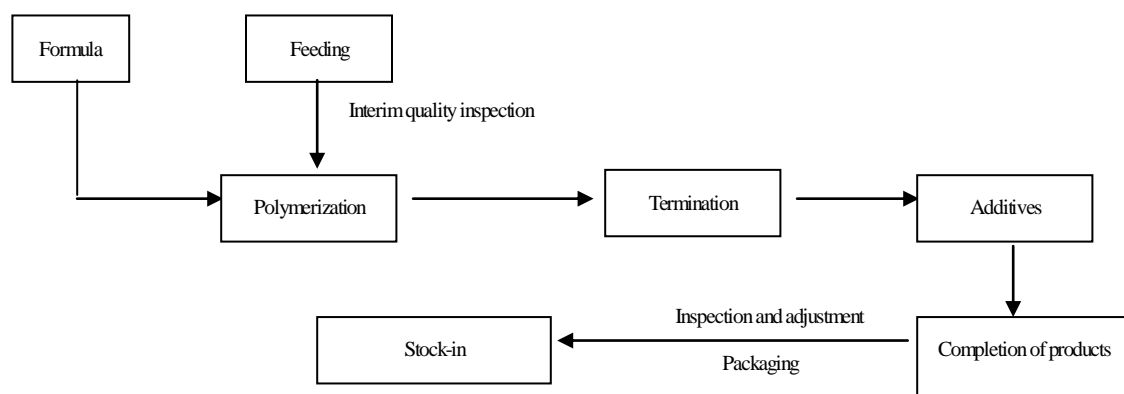 Formula
Feeding
Interim quality inspection
Polymerization
Termination
Additives
Inspection and adjustment
Stock-in
Packaging
Completion of products